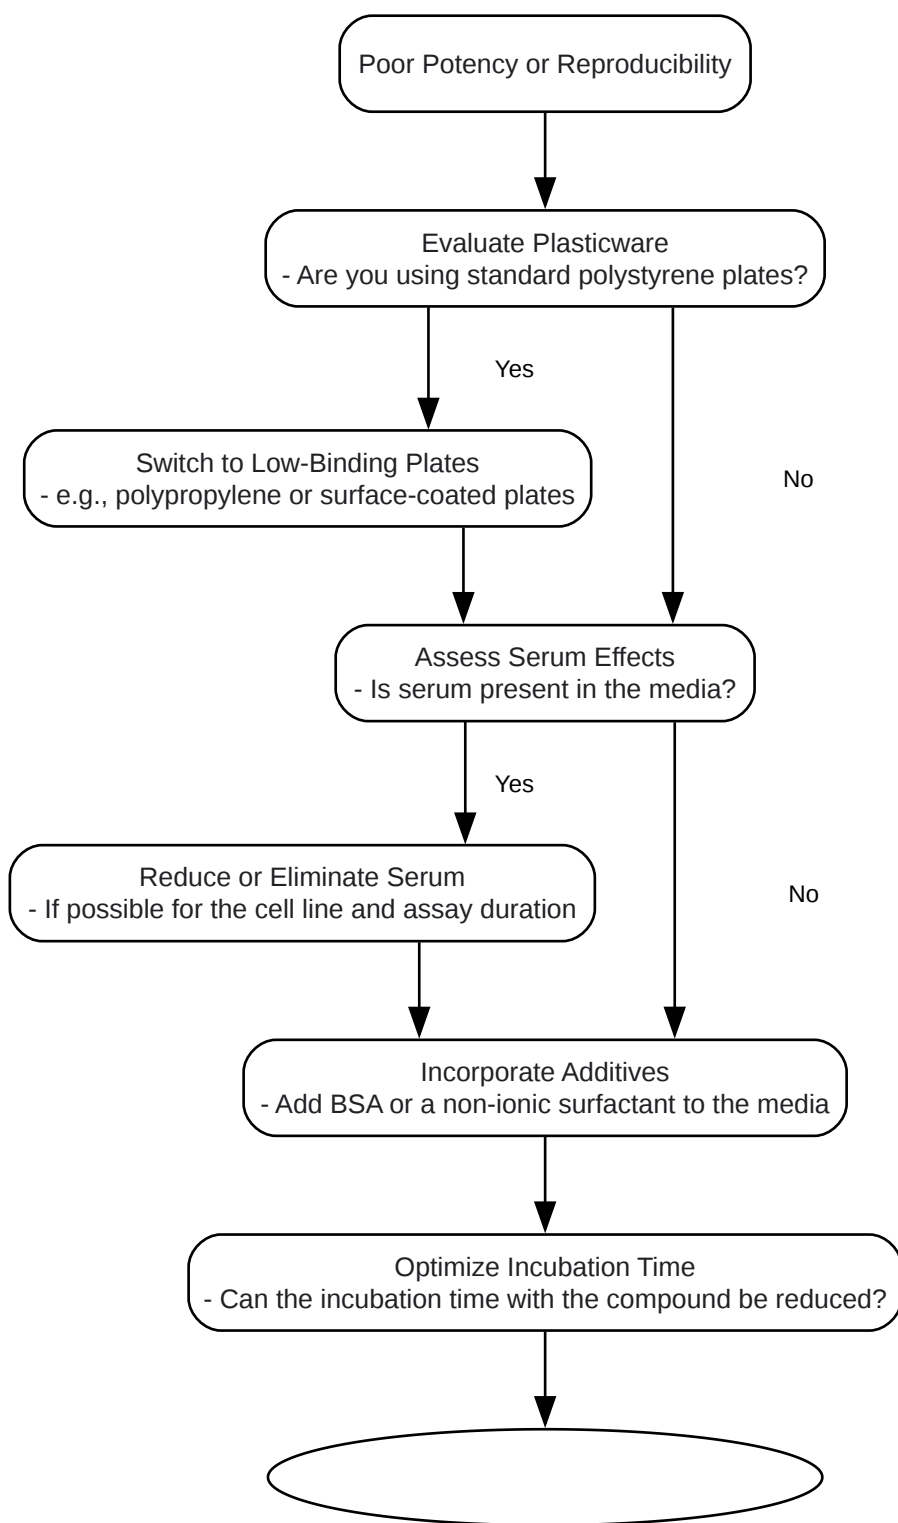 Poor Potency or Reproducibility
Evaluate Plasticware
- Are you using standard polystyrene plates?
Yes
Switch to Low-Binding Plates
- e.g., polypropylene or surface-coated plates
No
Assess Serum Effects
- Is serum present in the media?
Yes
Reduce or Eliminate Serum
- If possible for the cell line and assay duration
No
Incorporate Additives
- Add BSA or a non-ionic surfactant to the media
Optimize Incubation Time
- Can the incubation time with the compound be reduced?